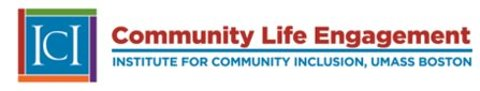 ICI
Community Life Engagement
INSTITUTE FOR COMMUNITY INCLUSION, UMASS BOSTON